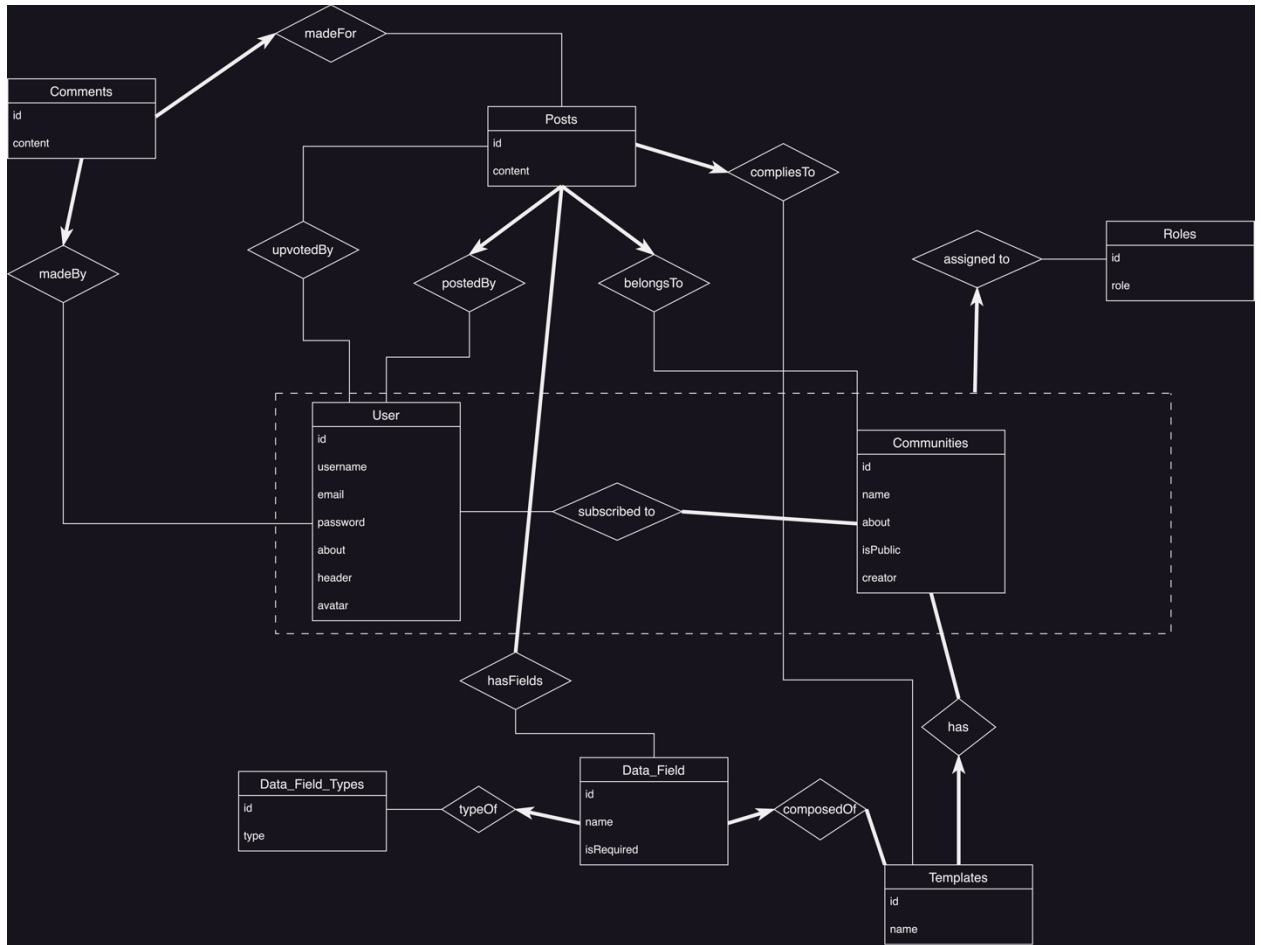 madeFor
Comments
id
content
Posts
id
content
compliesTo
upvotedBy
madeBy
postedBy
belongsTo
assigned to
Roles
id
role
User
id
username
email
password
about
header
avatar
subscribed to
Communities
id
name
about
isPublic
creator
hasFields
has
Data_Field_Types
id
type
typeOf
Data_Field
id
name
isRequired
composedOf
Templates
id
name